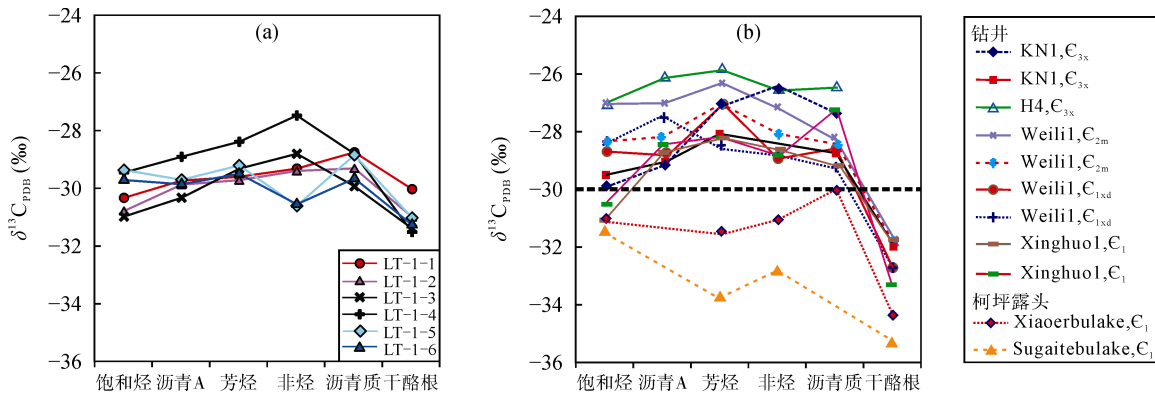 (a)
δ¹³C_PDB (‰)
−24
−26
−28
−30
−32
−34
−36
饱和烃 沥青A 芳烃 非烃 沥青质 干酪根
LT-1-1
LT-1-2
LT-1-3
LT-1-4
LT-1-5
LT-1-6
(b)
δ¹³C_PDB (‰)
−24
−26
−28
−30
−32
−34
−36
饱和烃 沥青A 芳烃 非烃 沥青质 干酪根
钻井
KN1,Є₃ₓ
KN1,Є₃ₓ
H4,Є₃ₓ
Weili1,Є₂ₘ
Weili1,Є₂ₘ
Weili1,Є₁xd
Weili1,Є₁xd
Xinghuo1,Є₁
Xinghuo1,Є₁
柯坪露头
Xiaoerbulake,Є₁
Sugaitebulake,Є₁